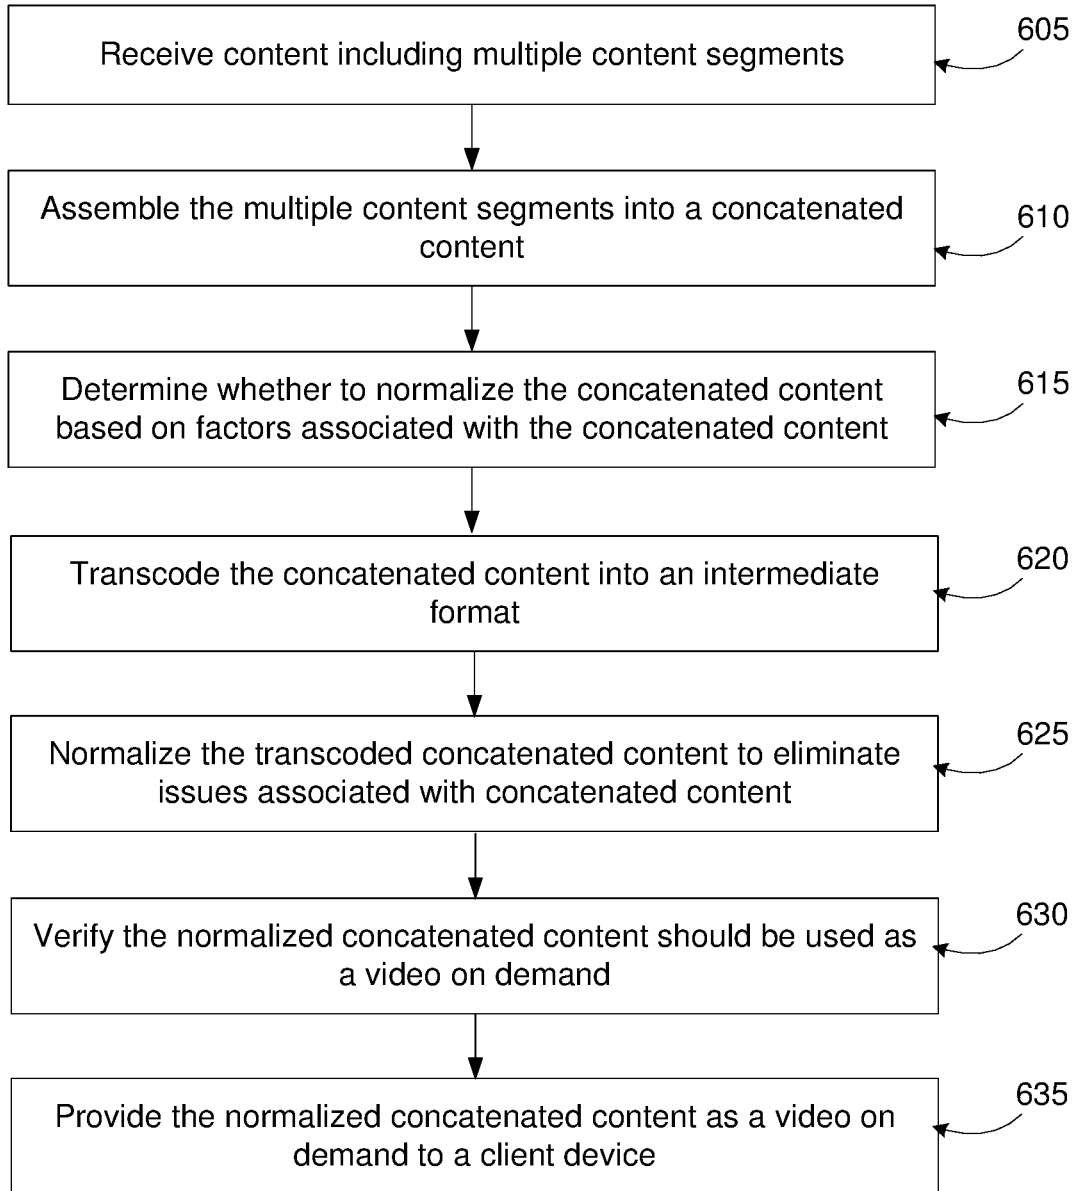 Receive content including multiple content segments
605
Assemble the multiple content segments into a concatenated
content
610
Determine whether to normalize the concatenated content
based on factors associated with the concatenated content
615
Transcode the concatenated content into an intermediate
format
620
Normalize the transcoded concatenated content to eliminate
issues associated with concatenated content
625
Verify the normalized concatenated content should be used as
a video on demand
630
Provide the normalized concatenated content as a video on
demand to a client device
635